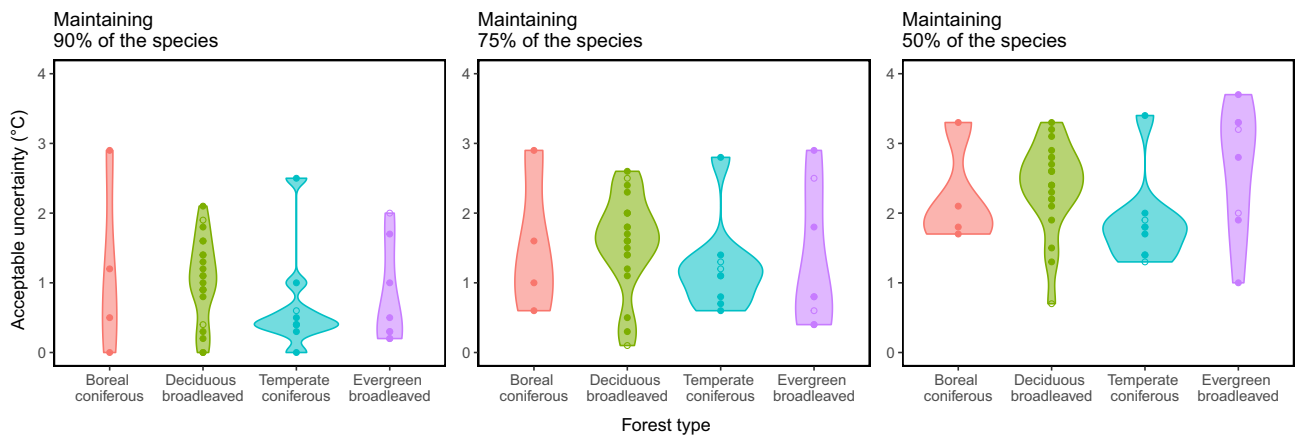 Maintaining
90% of the species
Maintaining
75% of the species
Maintaining
50% of the species
Acceptable uncertainty (°C)
4
3
2
1
0
Boreal
coniferous
Deciduous
broadleaved
Temperate
coniferous
Evergreen
broadleaved
4
3
2
1
0
Boreal
coniferous
Deciduous
broadleaved
Temperate
coniferous
Evergreen
broadleaved
4
3
2
1
0
Boreal
coniferous
Deciduous
broadleaved
Temperate
coniferous
Evergreen
broadleaved
Forest type